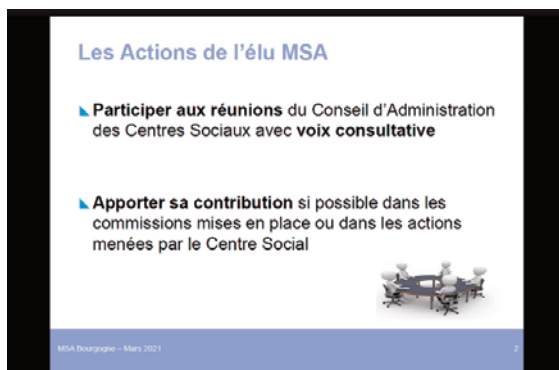 Les Actions de l'élu MSA
Participer aux réunions du Conseil d'Administration
des Centres Sociaux avec voix consultative
Apporter sa contribution si possible dans les
commissions mises en place ou dans les actions
menées par le Centre Social
MSA Bourgogne – Mars 2021
2